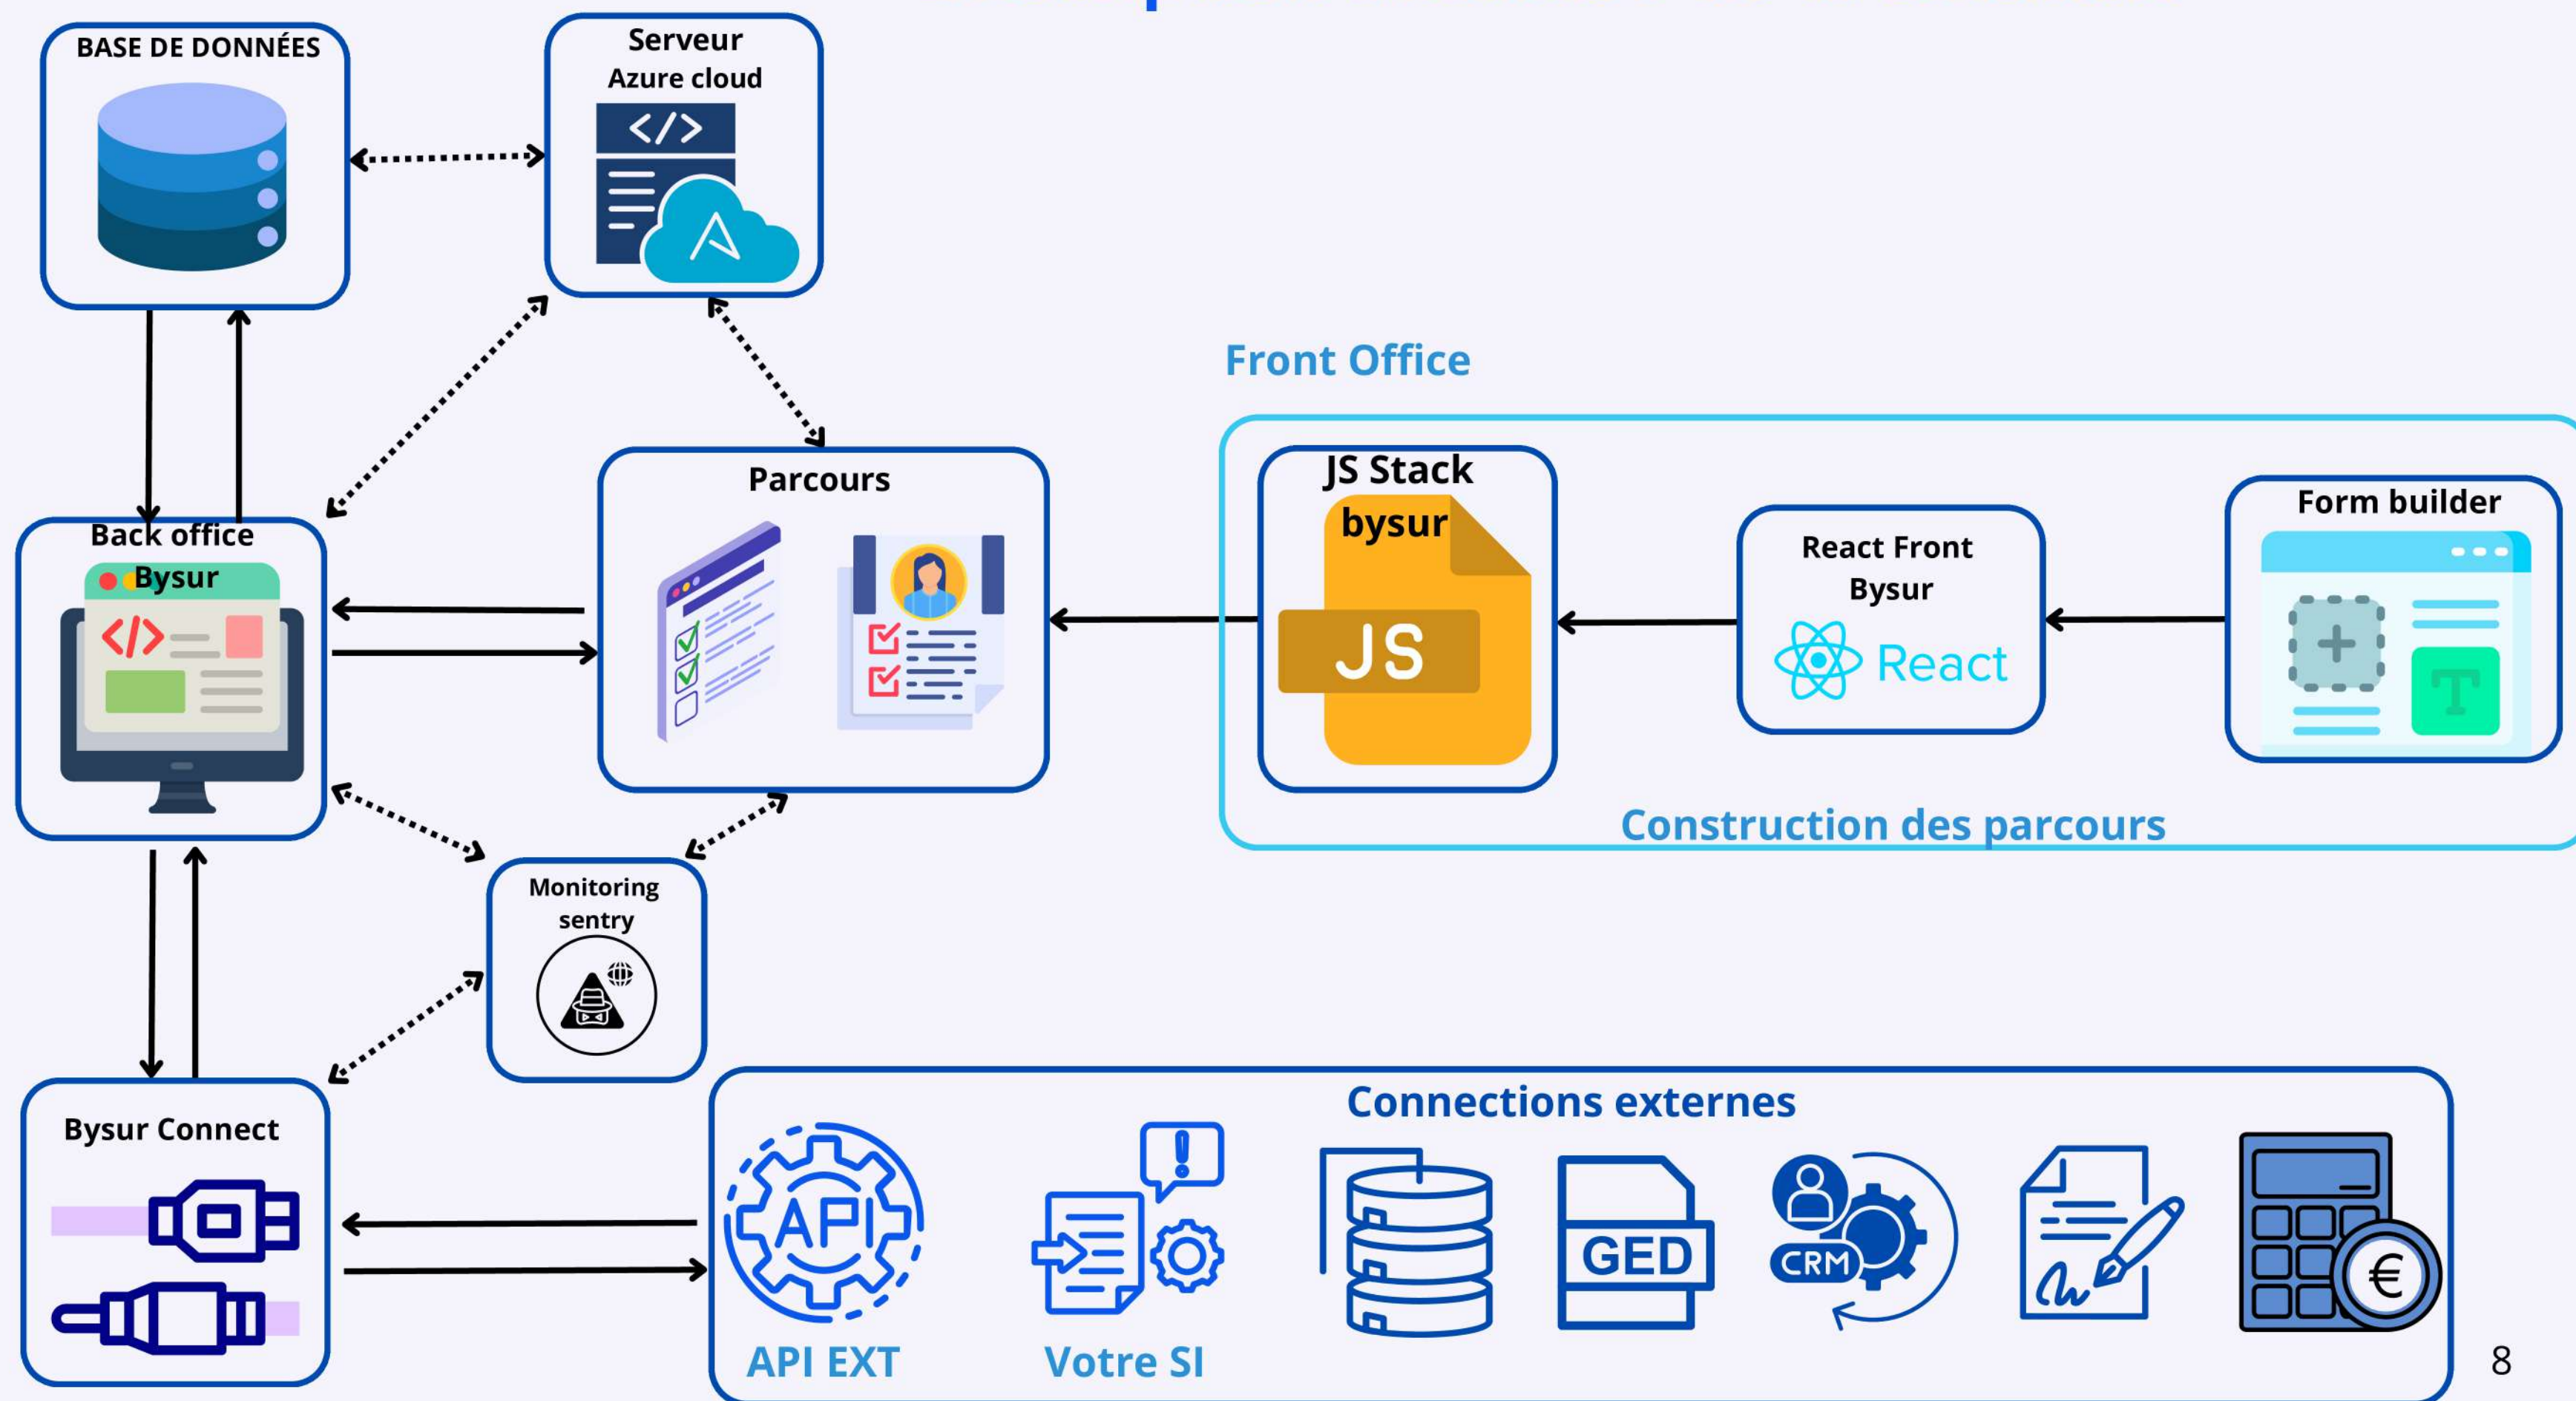 BASE DE DONNÉES
Serveur
Azure cloud
</>
Front Office
Parcours
JS Stack
bysur
JS
React Front
Bysur
React
Form builder
T
Construction des parcours
Back office
Bysur
</>
Monitoring
sentry
Bysur Connect
Connections externes
API
!
GED
CRM
€
API EXT
Votre SI
8